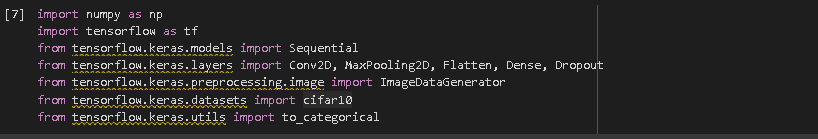 [7] import numpy as np
import tensorflow as tf
from tensorflow.keras.models import Sequential
from tensorflow.keras.layers import Conv2D, MaxPooling2D, Flatten, Dense, Dropout
from tensorflow.keras.preprocessing.image import ImageDataGenerator
from tensorflow.keras.datasets import cifar10
from tensorflow.keras.utils import to_categorical